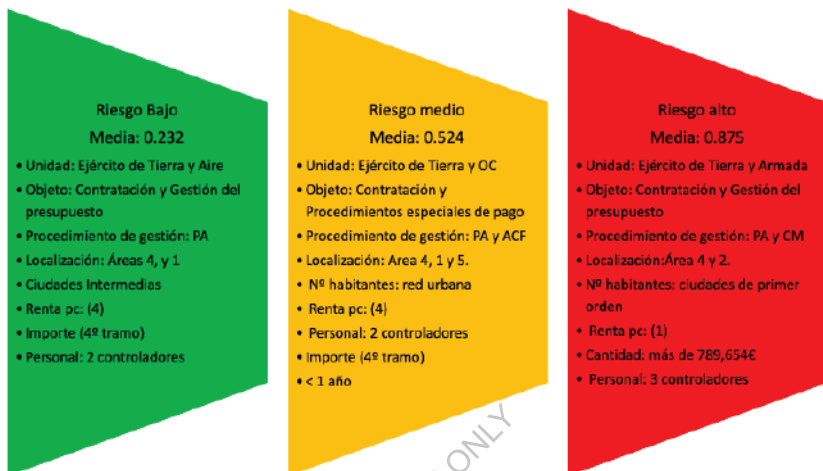 Riesgo Bajo
Media: 0.232
• Unidad: Ejército de Tierra y Aire
• Objeto: Contratación y Gestión del
presupuesto
• Procedimiento de gestión: PA
• Localización: Áreas 4, y 1
• Ciudades Intermedias
• Renta pc: (4)
• Importe (4º tramo)
• Personal: 2 controladores
Riesgo medio
Media: 0.524
• Unidad: Ejército de Tierra y OC
• Objeto: Contratación y
Procedimientos especiales de pago
• Procedimiento de gestión: PA y ACF
• Localización: Area 4, 1 y 5.
• Nº habitantes: red urbana
• Renta pc: (4)
• Personal: 2 controladores
• Importe (4º tramo)
• < 1 año
Riesgo alto
Media: 0.875
• Unidad: Ejército de Tierra y Armada
• Objeto: Contratación y Gestión del
presupuesto
• Procedimiento de gestión: PA y CM
• Localización:Área 4 y 2.
• Nº habitantes: ciudades de primer
orden
• Renta pc: (1)
• Cantidad: más de 789,654€
• Personal: 3 controladores
ONLY